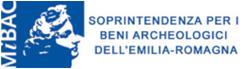 MiBAC
SOPRINTENDENZA PER I
BENI ARCHEOLOGICI
DELL'EMILIA-ROMAGNA